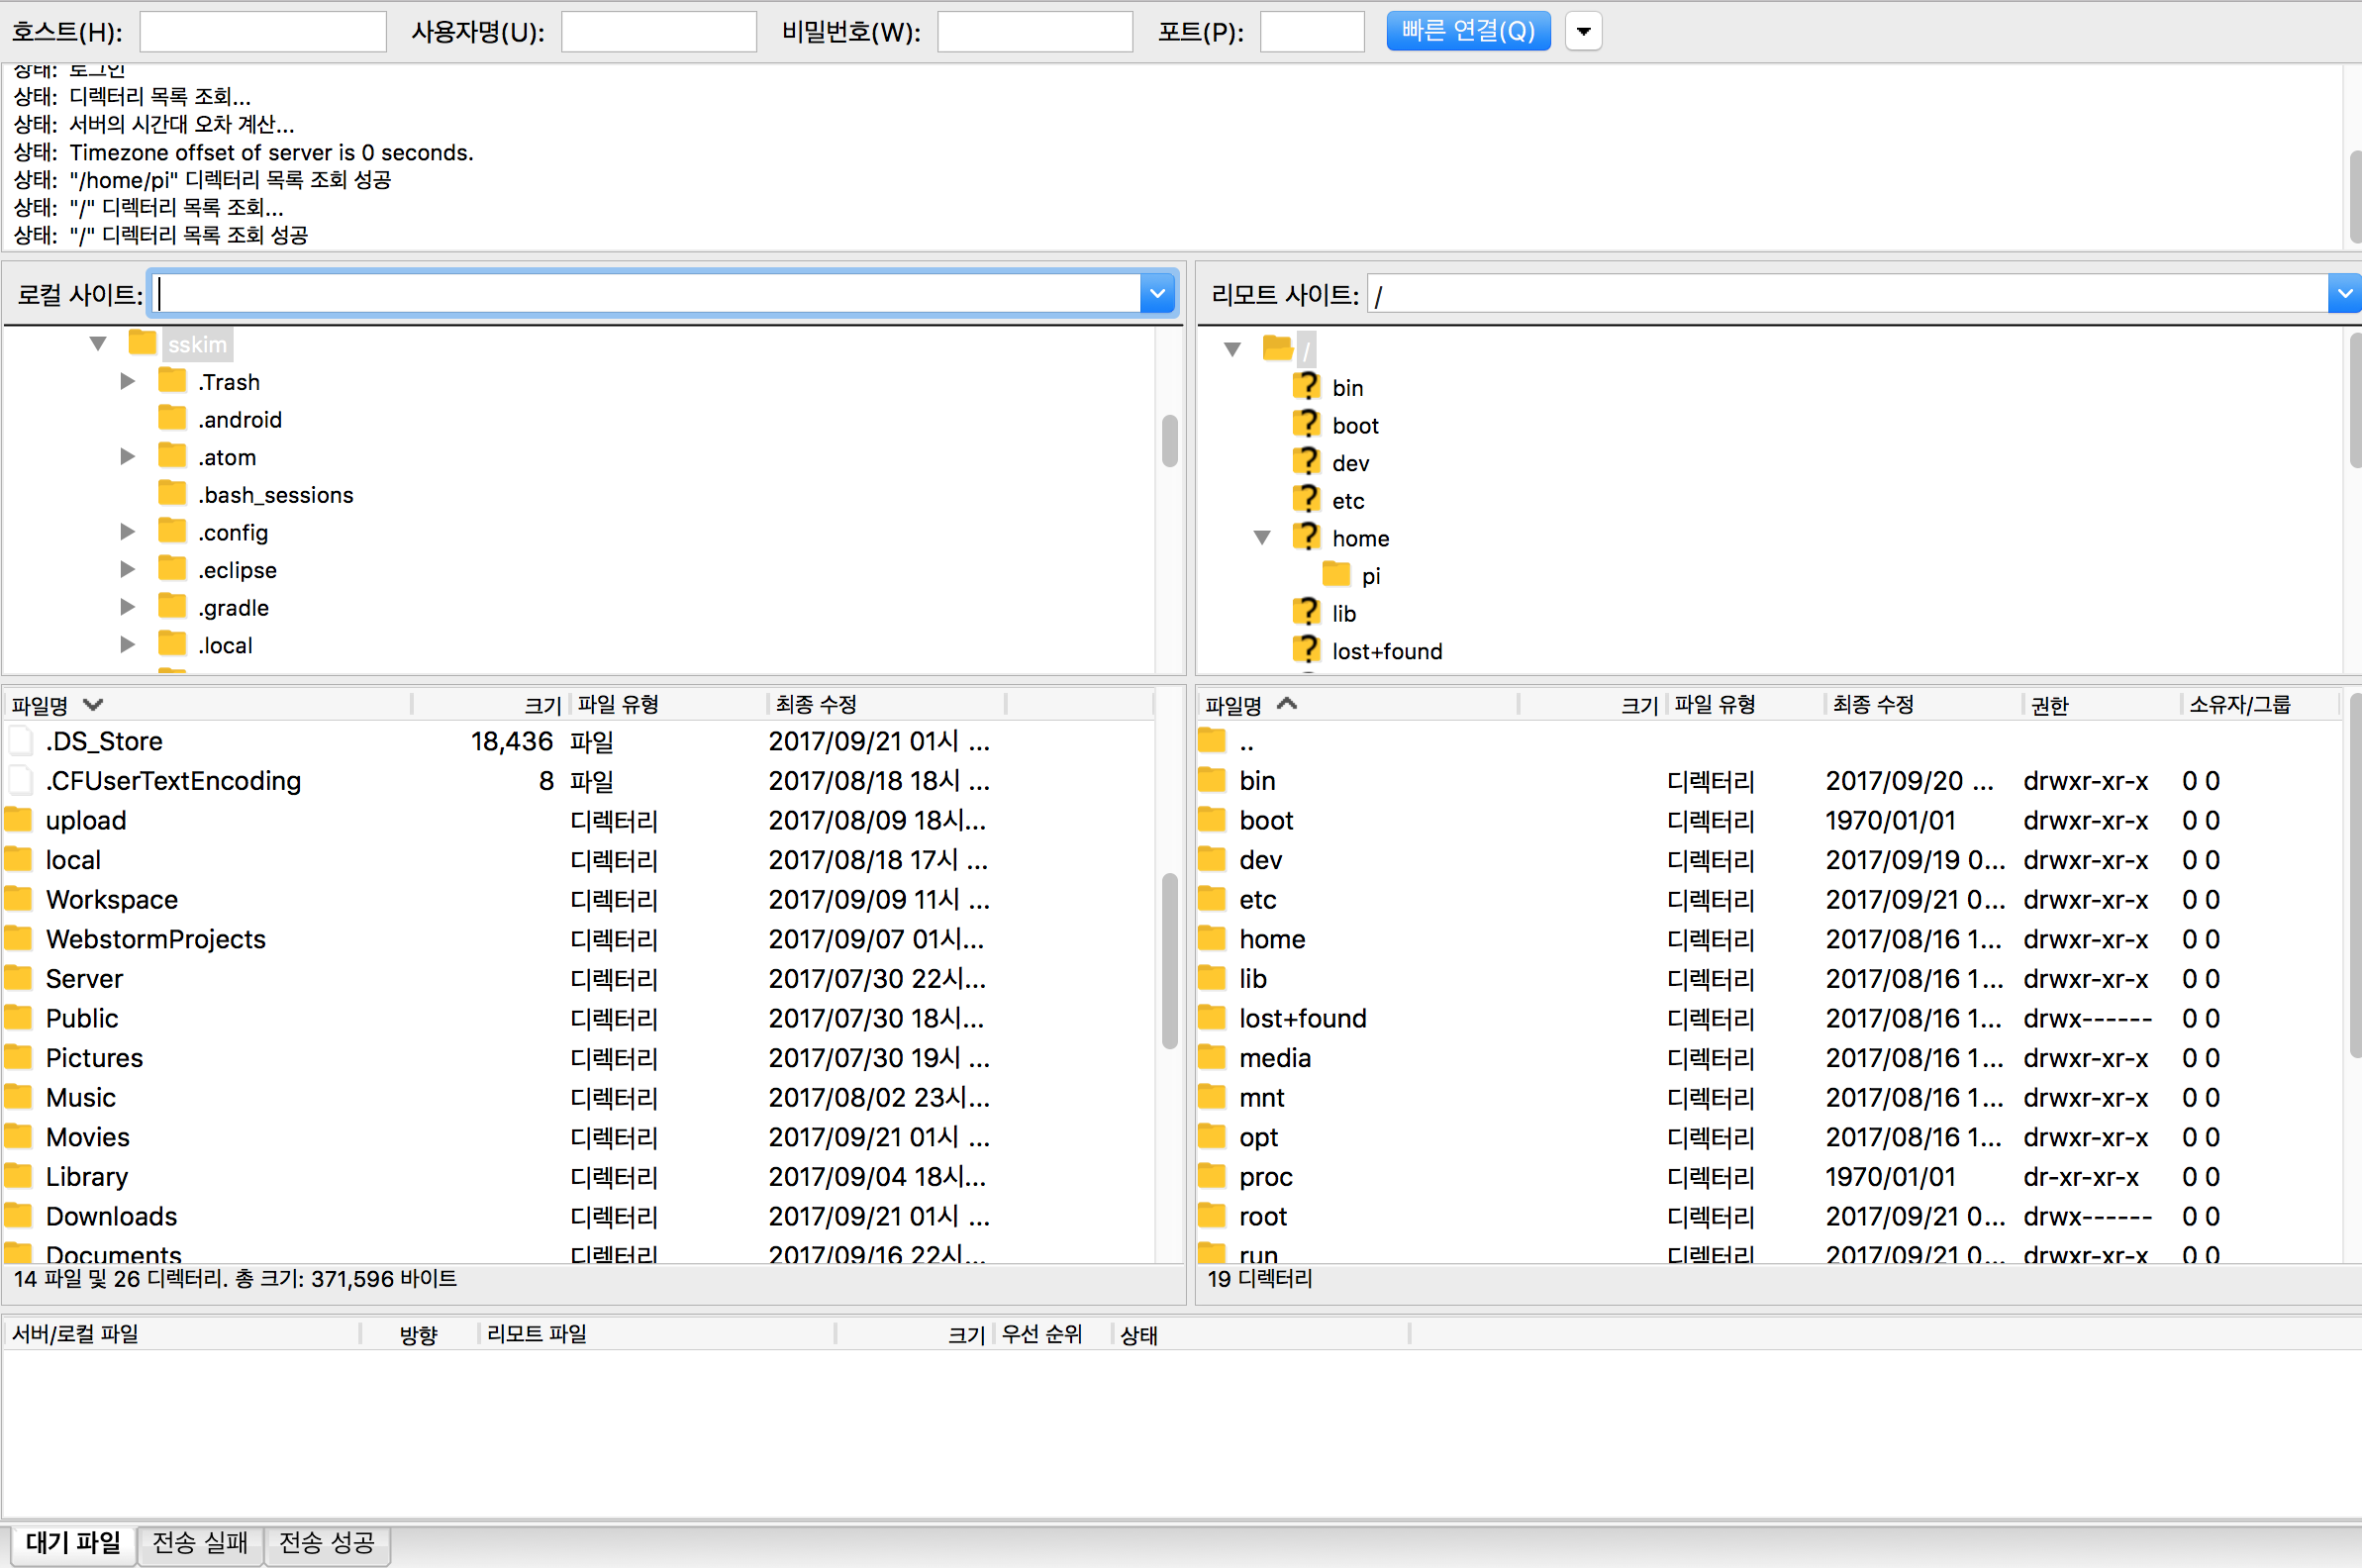 호스트(H): 사용자명(U): 비밀번호(W): 포트(P): 빠른 연결(Q)
상태: 로그인
상태: 디렉터리 목록 조회...
상태: 서버의 시간대 오차 계산...
상태: Timezone offset of server is 0 seconds.
상태: "/home/pi" 디렉터리 목록 조회 성공
상태: "/" 디렉터리 목록 조회...
상태: "/" 디렉터리 목록 조회 성공
로컬 사이트:
sskim
.Trash
.android
.atom
.bash_sessions
.config
.eclipse
.gradle
.local
리모트 사이트: /
/
bin
boot
dev
etc
home
pi
lib
lost+found
파일명 크기 파일 유형 최종 수정
.DS_Store 18,436 파일 2017/09/21 01시 ...
.CFUserTextEncoding 8 파일 2017/08/18 18시 ...
upload 디렉터리 2017/08/09 18시...
local 디렉터리 2017/08/18 17시 ...
Workspace 디렉터리 2017/09/09 11시 ...
WebstormProjects 디렉터리 2017/09/07 01시...
Server 디렉터리 2017/07/30 22시...
Public 디렉터리 2017/07/30 18시...
Pictures 디렉터리 2017/07/30 19시 ...
Music 디렉터리 2017/08/02 23시...
Movies 디렉터리 2017/09/21 01시 ...
Library 디렉터리 2017/09/04 18시...
Downloads 디렉터리 2017/09/21 01시 ...
Documents 디렉터리 2017/09/16 22시...
14 파일 및 26 디렉터리. 총 크기: 371,596 바이트
파일명 크기 파일 유형 최종 수정 권한 소유자/그룹
..
bin 디렉터리 2017/09/20 ... drwxr-xr-x 0 0
boot 디렉터리 1970/01/01 drwxr-xr-x 0 0
dev 디렉터리 2017/09/19 0... drwxr-xr-x 0 0
etc 디렉터리 2017/09/21 0... drwxr-xr-x 0 0
home 디렉터리 2017/08/16 1... drwxr-xr-x 0 0
lib 디렉터리 2017/08/16 1... drwxr-xr-x 0 0
lost+found 디렉터리 2017/08/16 1... drwx------ 0 0
media 디렉터리 2017/08/16 1... drwxr-xr-x 0 0
mnt 디렉터리 2017/08/16 1... drwxr-xr-x 0 0
opt 디렉터리 2017/08/16 1... drwxr-xr-x 0 0
proc 디렉터리 1970/01/01 dr-xr-xr-x 0 0
root 디렉터리 2017/09/21 0... drwx------ 0 0
run 디렉터리 2017/09/21 0... drwxr-xr-x 0 0
19 디렉터리
서버/로컬 파일 방향 리모트 파일 크기 우선 순위 상태
대기 파일 전송 실패 전송 성공